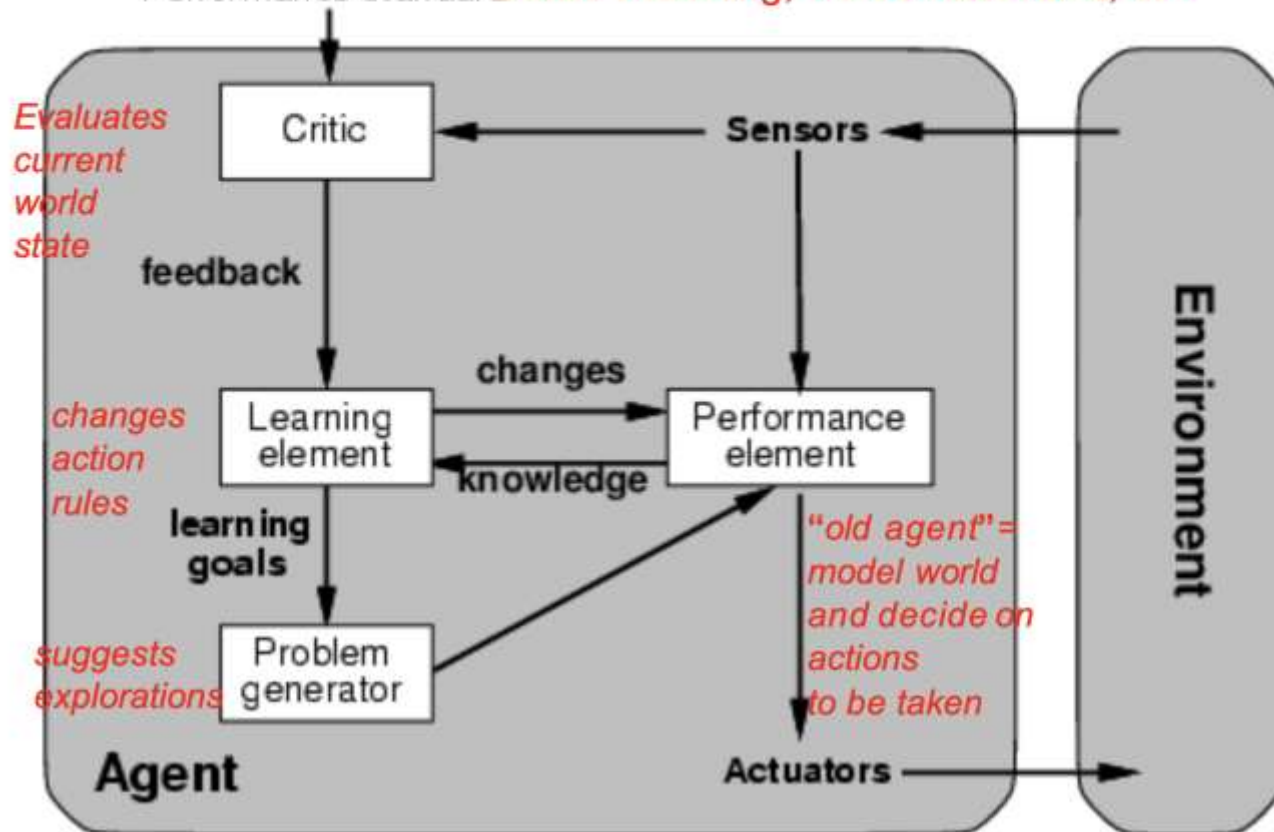 Evaluates
current
world
state
Critic
Sensors
feedback
changes
Learning
element
Performance
element
knowledge
changes
action
rules
learning
goals
"old agent"=
model world
and decide on
actions
to be taken
suggests
explorations
Problem
generator
Agent
Actuators
Environment